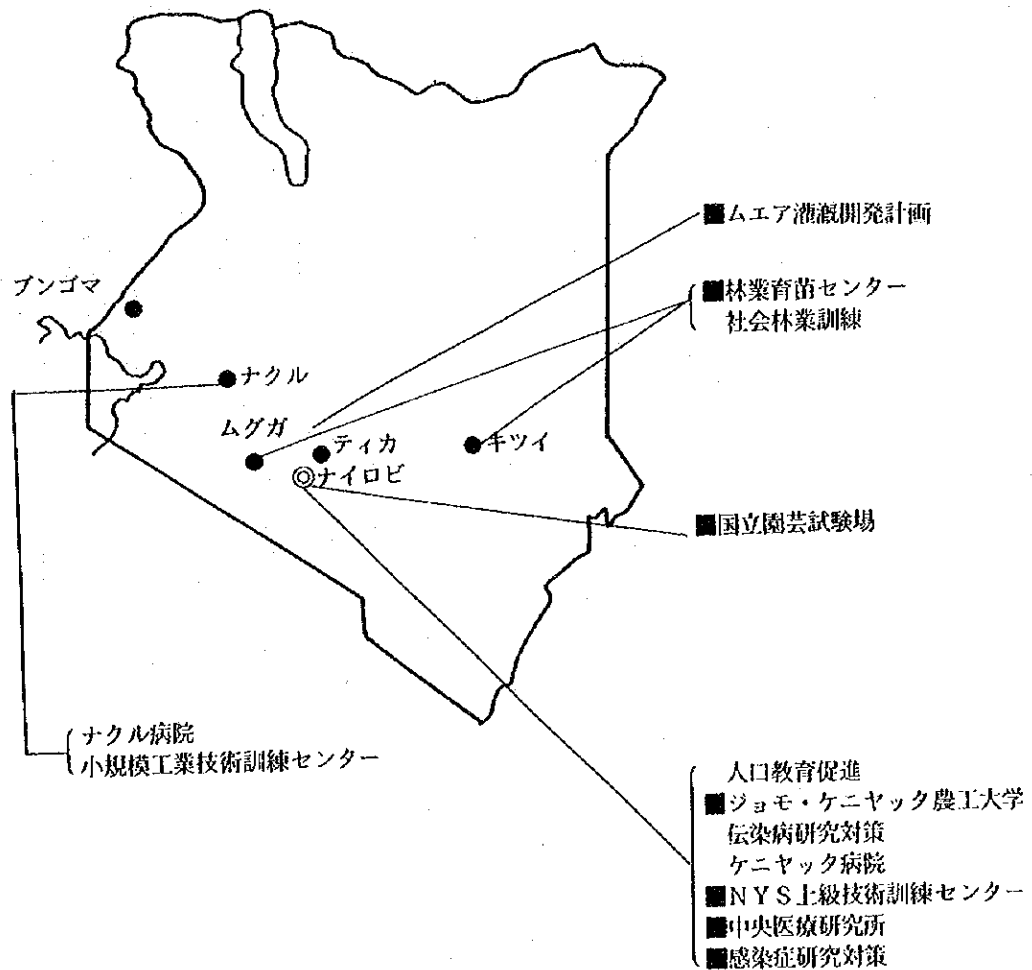 ■ムエア灌漑開発計画
ブンゴマ
■林業育苗センター
社会林業訓練
ナクル
ムグガ
ティカ
キツイ
ナイロビ
■国立園芸試験場
ナクル病院
小規模工業技術訓練センター
人口教育促進
■ジョモ・ケニヤッタ農工大学
伝染病研究対策
ケニヤッタ病院
■NYS上級技術訓練センター
■中央医療研究所
■感染症研究対策